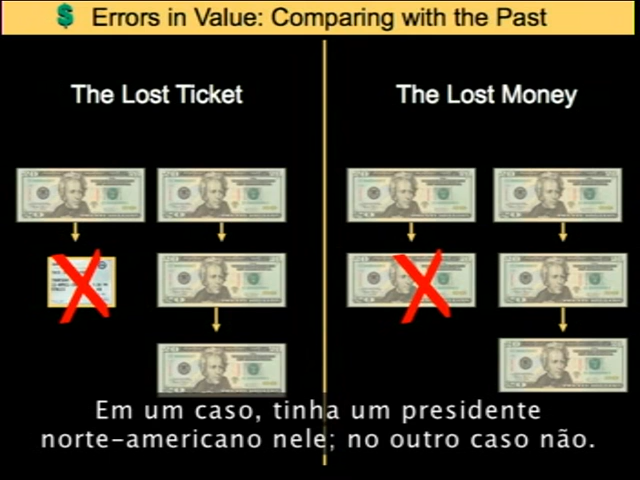 $ Errors in Value: Comparing with the Past
The Lost Ticket
The Lost Money
Em um caso, tinha um presidente
norte-americano nele; no outro caso não.